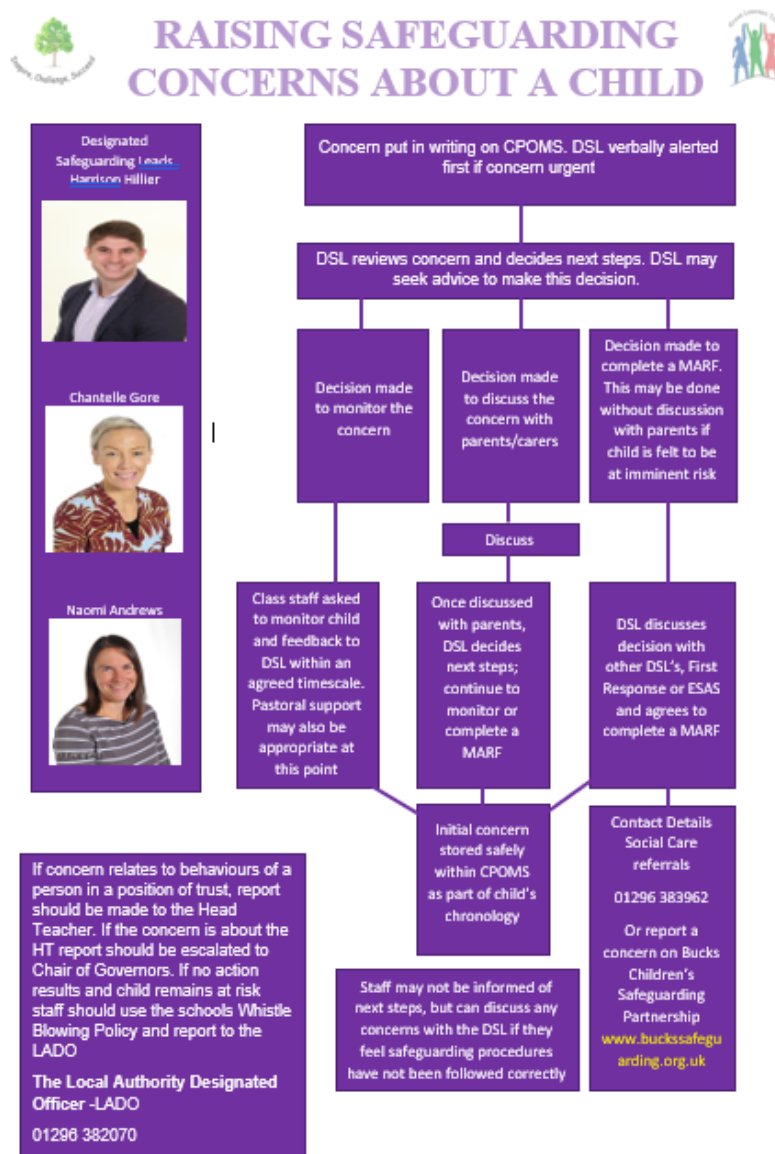 RAISING SAFEGUARDING
CONCERNS ABOUT A CHILD
Inspire, Challenge, Succeed
Designated
Safeguarding Leads
Harrison Hillier
Chantelle Gore
Naomi Andrews
Concern put in writing on CPOMS. DSL verbally alerted
first if concern urgent
DSL reviews concern and decides next steps. DSL may
seek advice to make this decision.
Decision made
to monitor the
concern
Decision made
to discuss the
concern with
parents/carers
Decision made to
complete a MARF.
This may be done
without discussion
with parents if
child is felt to be
at imminent risk
Discuss
Class staff asked
to monitor child
and feedback to
DSL within an
agreed timescale.
Pastoral support
may also be
appropriate at
this point
Once discussed
with parents,
DSL decides
next steps;
continue to
monitor or
complete a
MARF
DSL discusses
decision with
other DSL's, First
Response or ESAS
and agrees to
complete a MARF
Initial concern
stored safely
within CPOMS
as part of child's
chronology
Contact Details
Social Care
referrals
01296 383962
Or report a
concern on Bucks
Children's
Safeguarding
Partnership
www.buckssafegu
arding.org.uk
Staff may not be informed of
next steps, but can discuss any
concerns with the DSL if they
feel safeguarding procedures
have not been followed correctly
If concern relates to behaviours of a
person in a position of trust, report
should be made to the Head
Teacher. If the concern is about the
HT report should be escalated to
Chair of Governors. If no action
results and child remains at risk
staff should use the schools Whistle
Blowing Policy and report to the
LADO
The Local Authority Designated
Officer -LADO
01296 382070